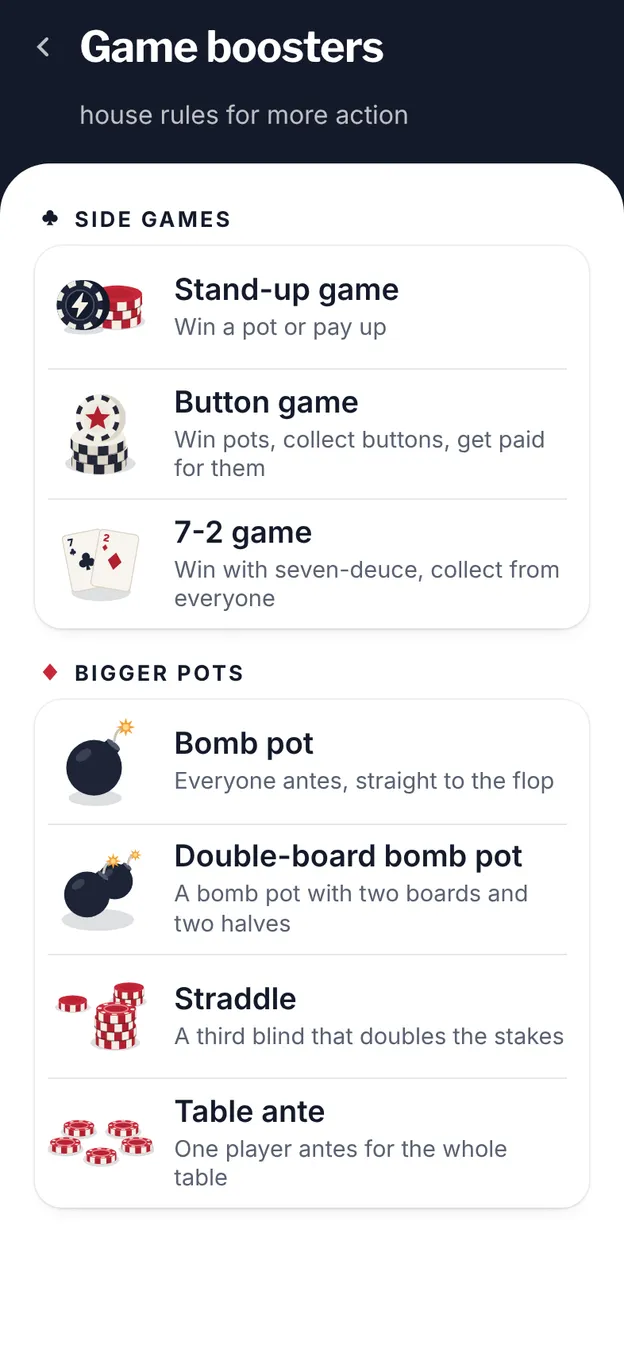 Game boosters
house rules for more action
SIDE GAMES
Stand-up game
Win a pot or pay up
Button game
Win pots, collect buttons, get paid
for them
7
2
7-2 game
Win with seven-deuce, collect from
everyone
BIGGER POTS
Bomb pot
Everyone antes, straight to the flop
Double-board bomb pot
A bomb pot with two boards and
two halves
Straddle
A third blind that doubles the stakes
Table ante
One player antes for the whole
table